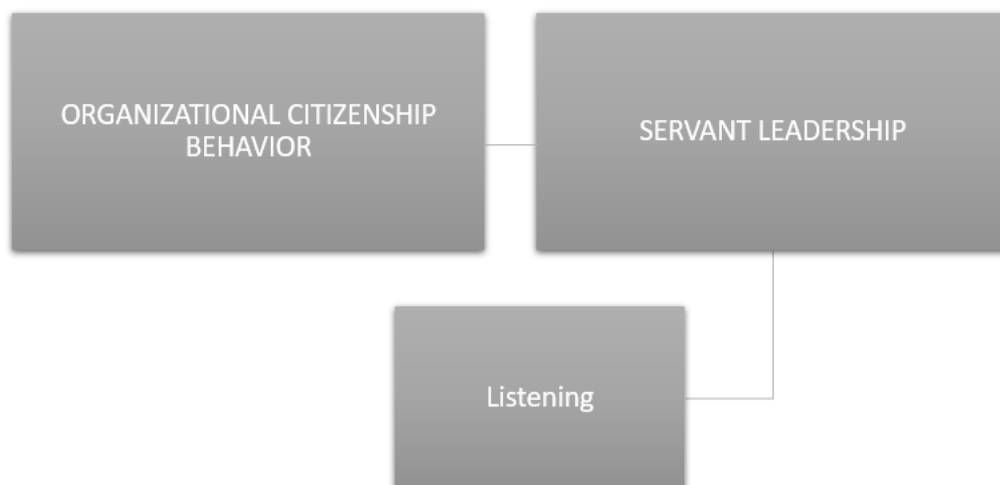 ORGANIZATIONAL CITIZENSHIP
BEHAVIOR
SERVANT LEADERSHIP
Listening